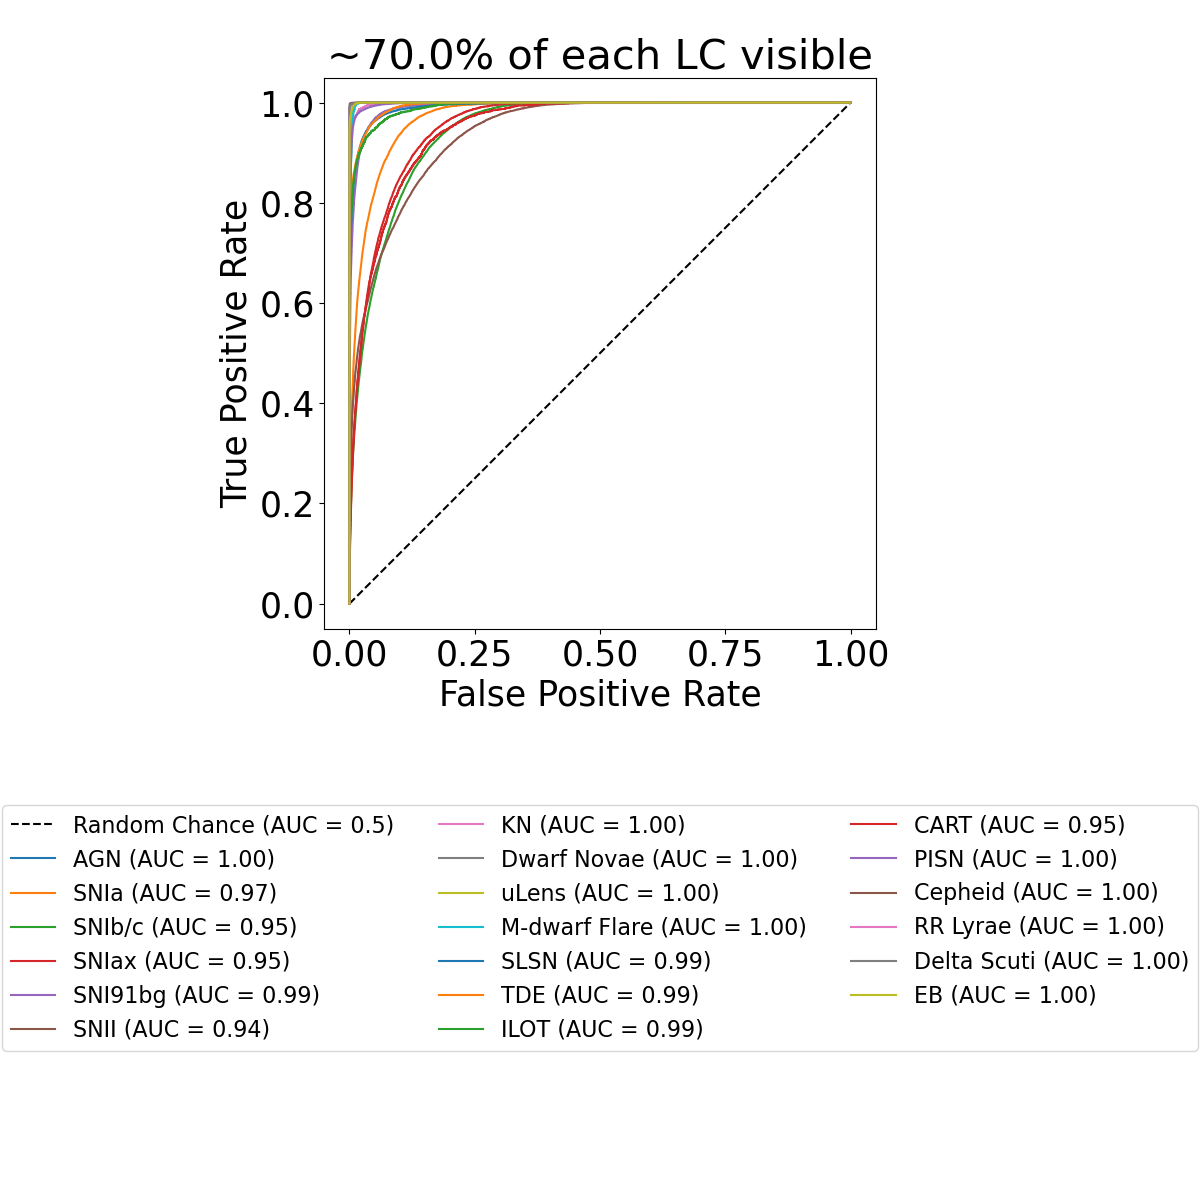 ~70.0% of each LC visible
1.0
0.8
0.6
0.4
0.2
0.0
True Positive Rate
0.00 0.25 0.50 0.75 1.00
False Positive Rate
Random Chance (AUC = 0.5)
AGN (AUC = 1.00)
SNIa (AUC = 0.97)
SNIb/c (AUC = 0.95)
SNIax (AUC = 0.95)
SNI91bg (AUC = 0.99)
SNII (AUC = 0.94)
KN (AUC = 1.00)
Dwarf Novae (AUC = 1.00)
uLens (AUC = 1.00)
M-dwarf Flare (AUC = 1.00)
SLSN (AUC = 0.99)
TDE (AUC = 0.99)
ILOT (AUC = 0.99)
CART (AUC = 0.95)
PISN (AUC = 1.00)
Cepheid (AUC = 1.00)
RR Lyrae (AUC = 1.00)
Delta Scuti (AUC = 1.00)
EB (AUC = 1.00)